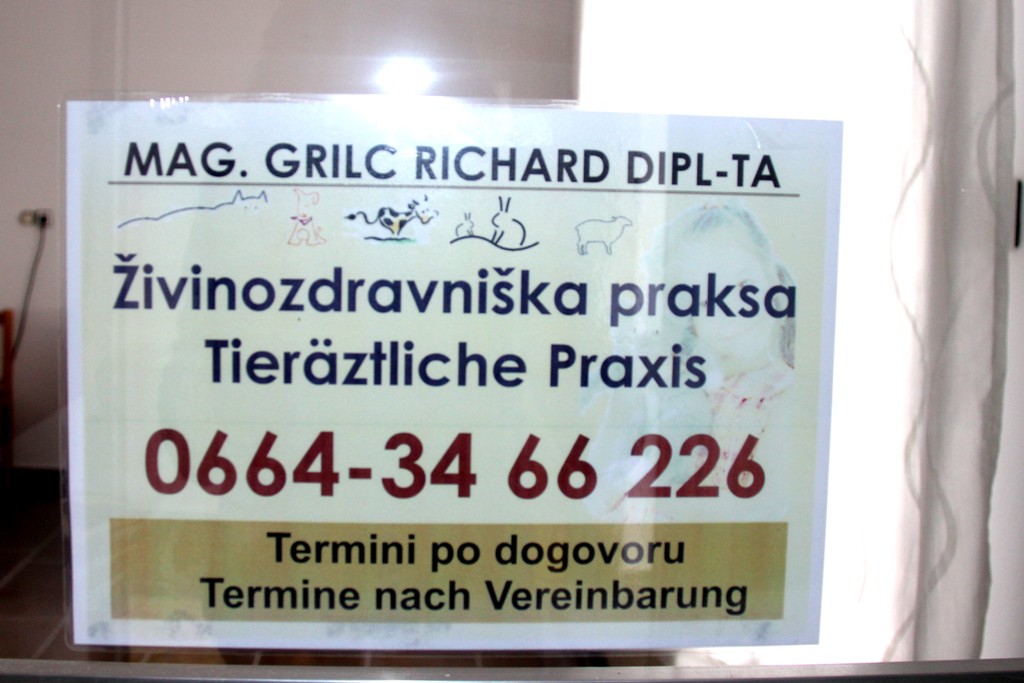 MAG. GRILC RICHARD DIPL-TA
Živinozdravniška praksa
Tieräztliche Praxis
0664-34 66 226
Termini po dogovoru
Termine nach Vereinbarung